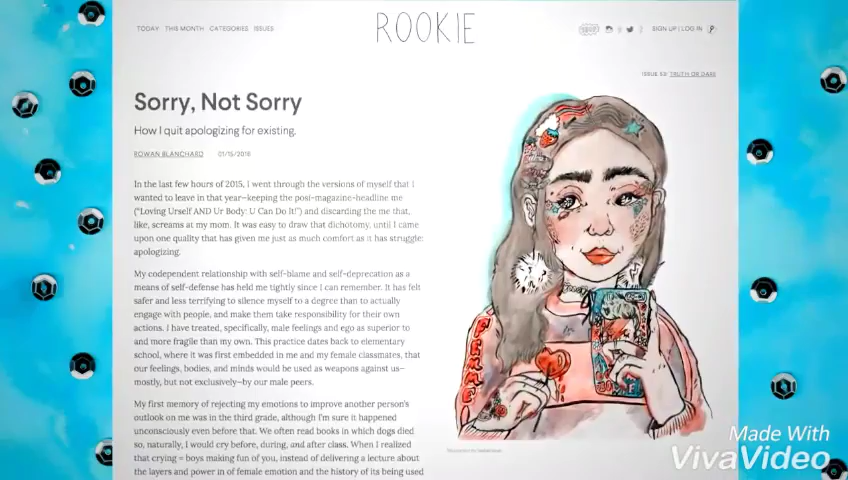 ROOKIE
TODAY THIS MONTH CATEGORIES ISSUES
SIGN UP | LOG IN
ISSUE 53: TRUTH OR DARE
Sorry, Not Sorry
How I quit apologizing for existing.
ROWAN BLANCHARD 01/15/2016
In the last few hours of 2015, I went through the versions of myself that I
wanted to leave in that year—keeping the posi-magazine-headline me
("Loving Urself AND Ur Body: U Can Do It!") and discarding the me that,
like, screams at my mom. It was easy to draw that dichotomy, until I came
upon one quality that has given me just as much comfort as it has struggle:
apologizing.
My codependent relationship with self-blame and self-deprecation as a
means of self-defense has held me tightly since I can remember. It has felt
safer and less terrifying to silence myself to a degree than to actually
engage with people, and make them take responsibility for their own
actions. I have treated, specifically, male feelings and ego as superior to
and more fragile than my own. This practice dates back to elementary
school, where it was first embedded in me and my female classmates, that
our feelings, bodies, and minds would be used as weapons against us—
mostly, but not exclusively—by our male peers.
My first memory of rejecting my emotions to improve another person's
outlook on me was in the third grade, although I'm sure it happened
unconsciously even before that. We often read books in which dogs died
so, naturally, I would cry before, during, and after class. When I realized
that crying = boys making fun of you, instead of delivering a lecture about
the layers and power in of female emotion and the history of its being used
Made With
VivaVideo